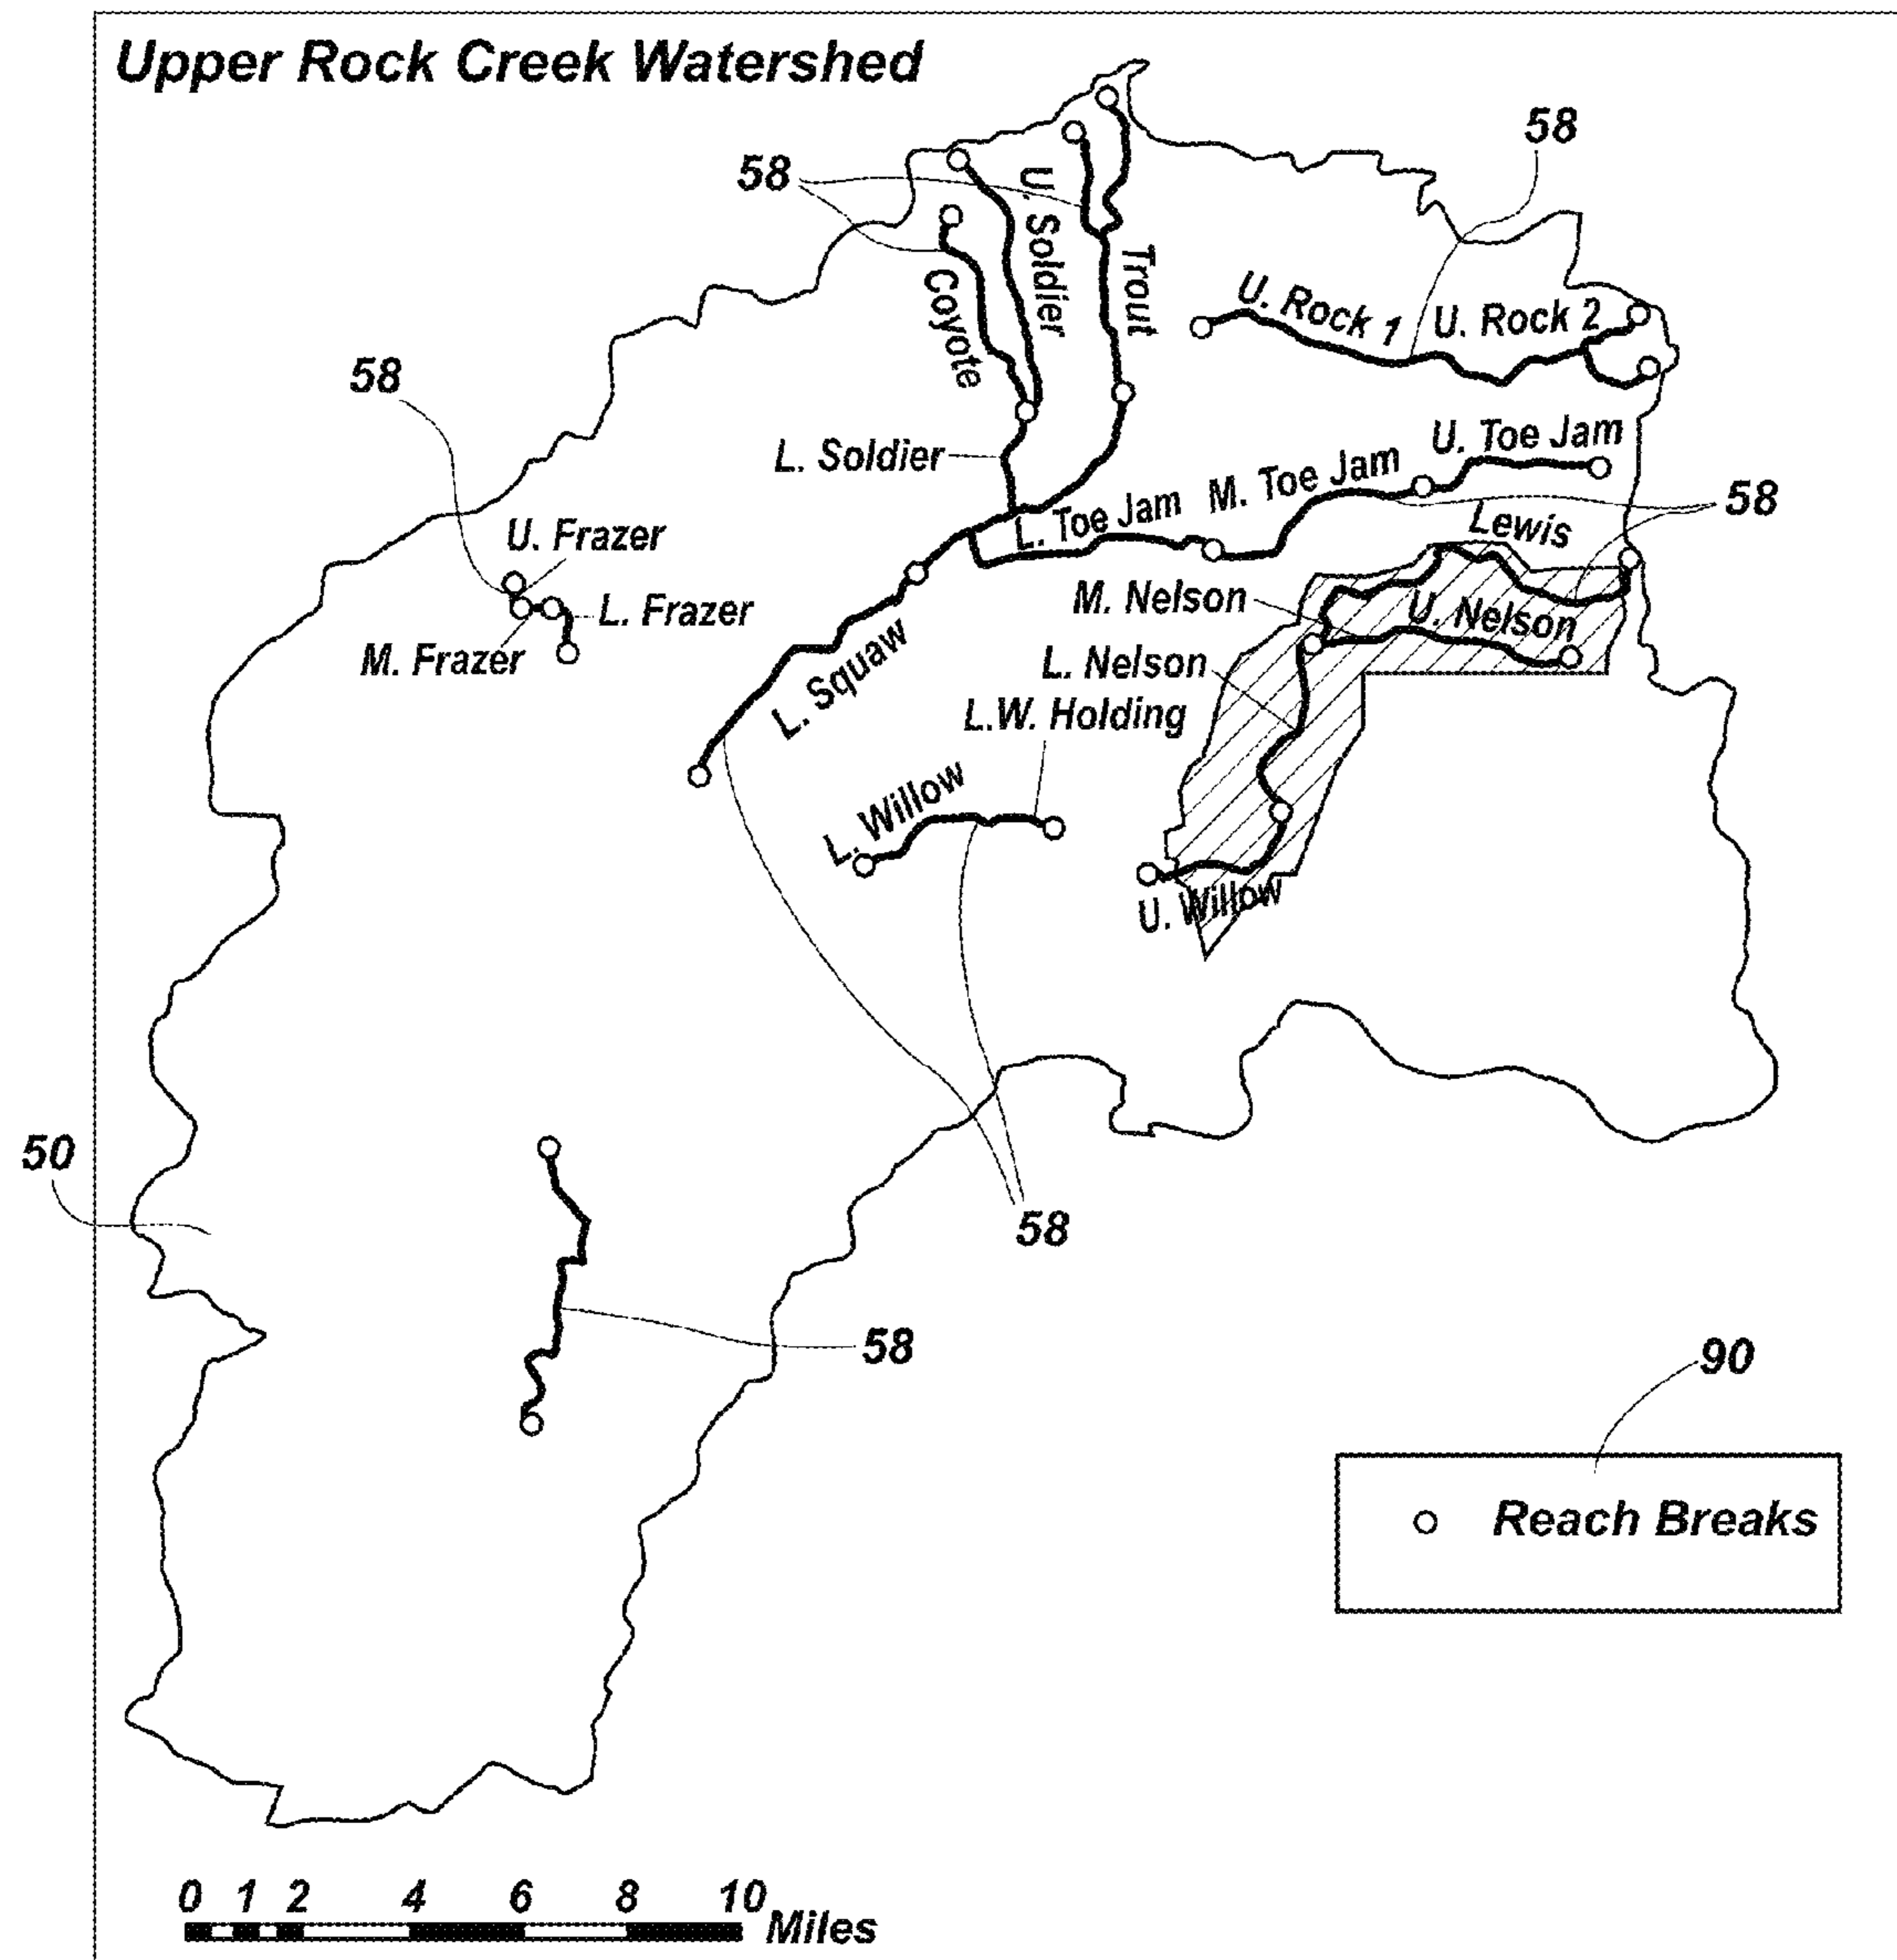 Upper Rock Creek Watershed
58
58
U. Soldier
Trout
Coyote
U. Rock 1
U. Rock 2
58
L. Soldier
U. Toe Jam
M. Toe Jam
L. Toe Jam
58
Lewis
U. Frazer
L. Frazer
M. Frazer
M. Nelson
U. Nelson
L. Nelson
L. Squaw
L.W. Holding
L. Willow
U. Willow
50
58
58
90
Reach Breaks
0 1 2 4 6 8 10 Miles